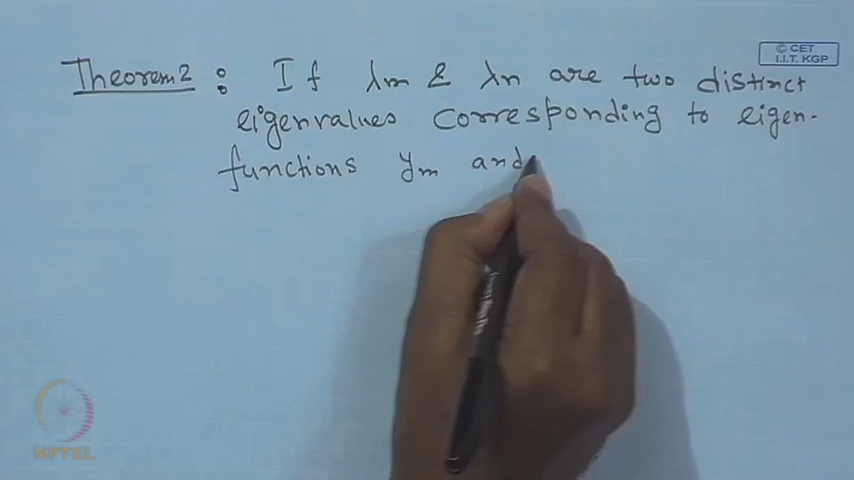 © CET
I.I.T. KGP
Theorem 2 : If λm & λn are two distinct
eigenvalues corresponding to eigen-
functions ym and
NPTEL